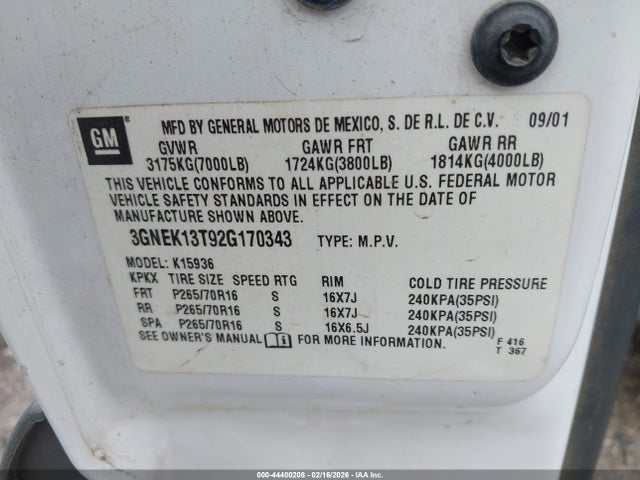 GM
MFD BY GENERAL MOTORS DE MEXICO, S. DE R.L. DE C.V. 09/01
GVWR GAWR FRT GAWR RR
3175KG(7000LB) 1724KG(3800LB) 1814KG(4000LB)
THIS VEHICLE CONFORMS TO ALL APPLICABLE U.S. FEDERAL MOTOR
VEHICLE SAFETY STANDARDS IN EFFECT ON THE DATE OF
MANUFACTURE SHOWN ABOVE.
3GNEK13T92G170343 TYPE: M.P.V.
MODEL: K15936
KPKX TIRE SIZE SPEED RTG RIM COLD TIRE PRESSURE
FRT P265/70R16 S 16X7J 240KPA(35PSI)
RR P265/70R16 S 16X7J 240KPA(35PSI)
SPA P265/70R16 S 16X6.5J 240KPA(35PSI)
SEE OWNER'S MANUAL FOR MORE INFORMATION.
F 416
T 367
000-44400208 - 02/16/2026 - IAA Inc.